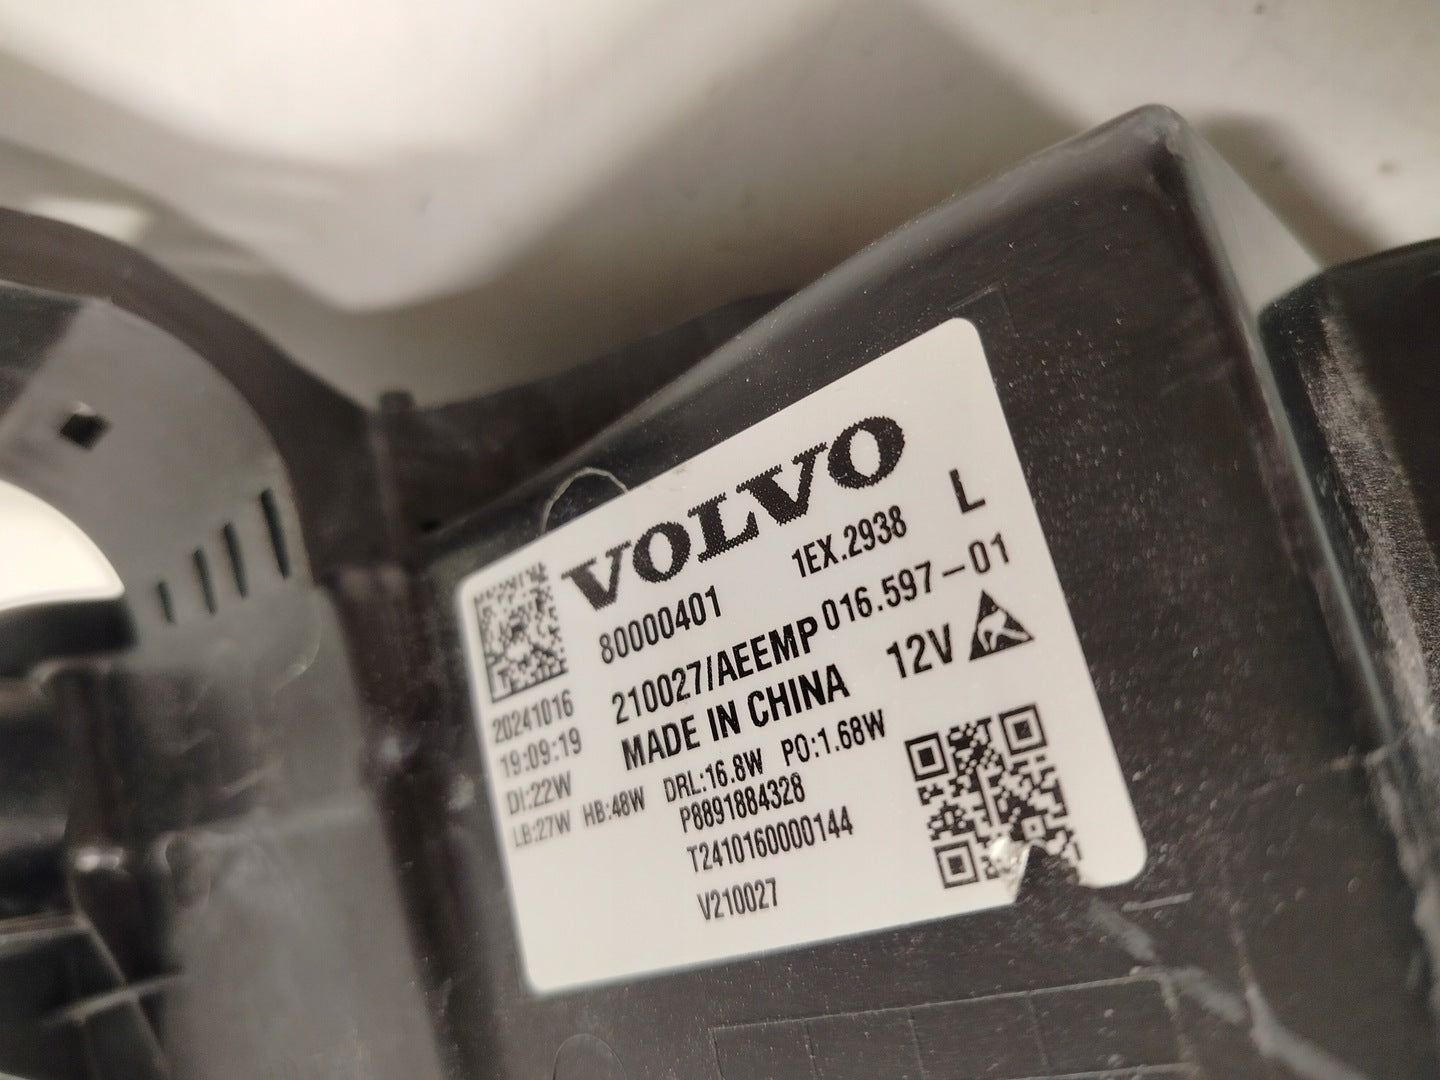 VOLVO
L
80000401
1EX.2938
210027/AEEMP
016.597-01
MADE IN CHINA
12V
20241016
19:09:19
DI:22W
DRL:16.8W PO:1.68W
LB:27W HB:48W
P8891884328
T2410160000144
V210027